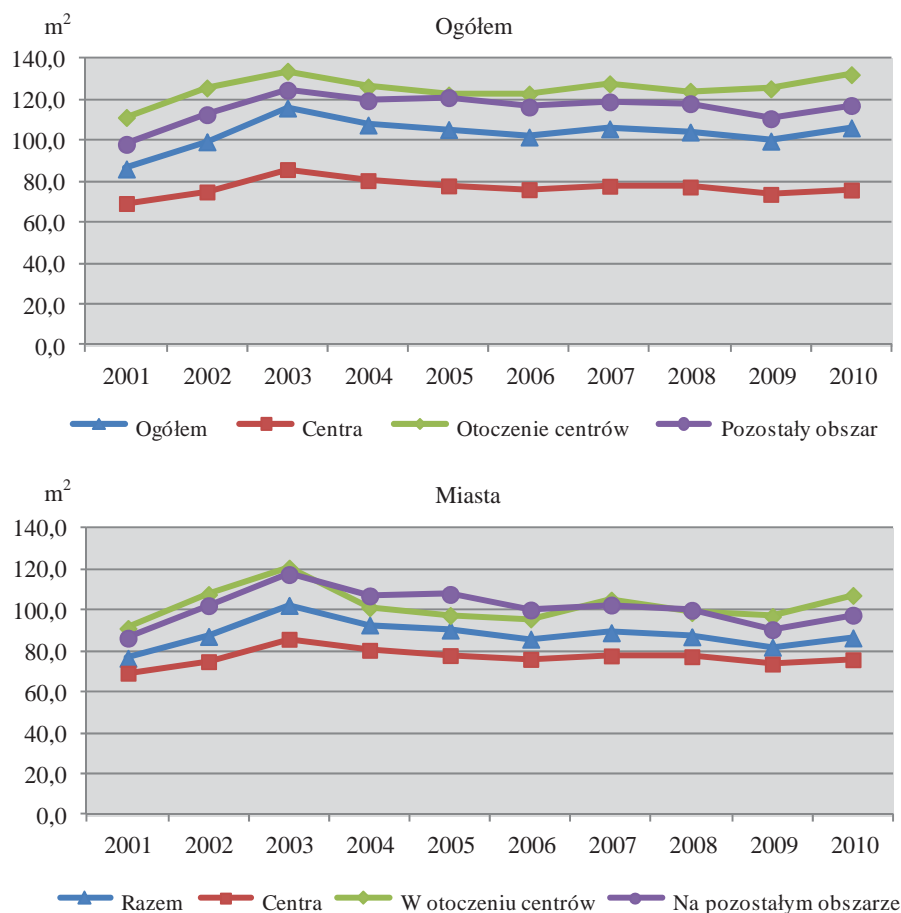 m²
Ogółem
140,0
120,0
100,0
80,0
60,0
40,0
20,0
0,0
2001 2002 2003 2004 2005 2006 2007 2008 2009 2010
Ogółem Centra Otoczenie centrów Pozostały obszar
m²
Miasta
140,0
120,0
100,0
80,0
60,0
40,0
20,0
0,0
2001 2002 2003 2004 2005 2006 2007 2008 2009 2010
Razem Centra W otoczeniu centrów Na pozostałym obszarze